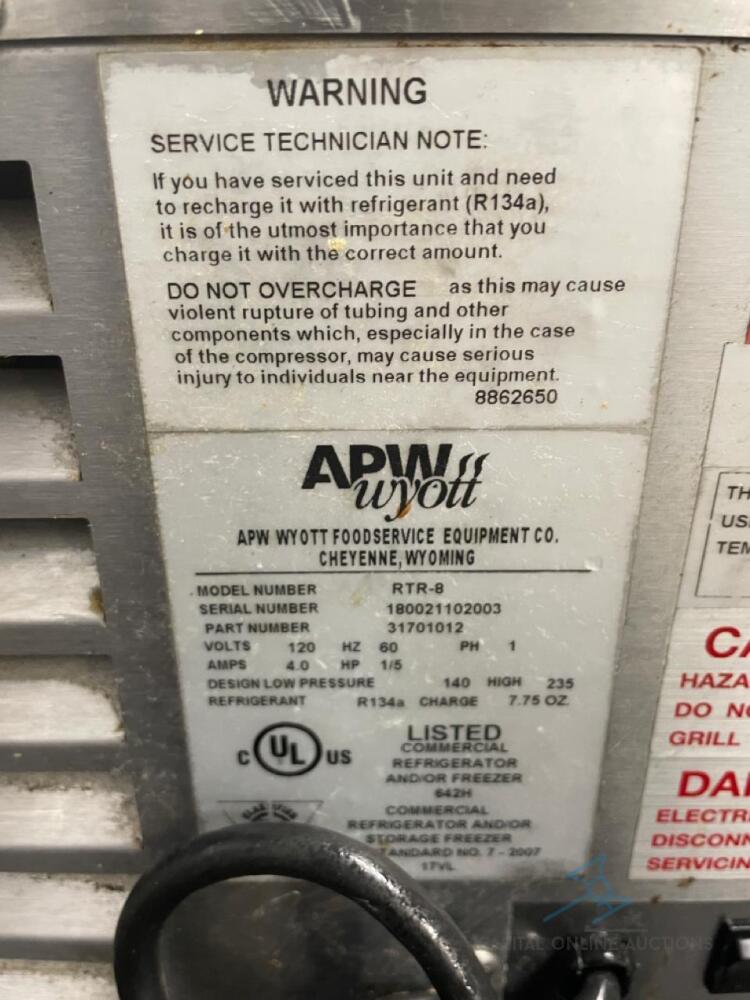 WARNING
SERVICE TECHNICIAN NOTE:
If you have serviced this unit and need
to recharge it with refrigerant (R134a),
it is of the utmost importance that you
charge it with the correct amount.
DO NOT OVERCHARGE as this may cause
violent rupture of tubing and other
components which, especially in the case
of the compressor, may cause serious
injury to individuals near the equipment.
8862650
APW
wyott
APW WYOTT FOODSERVICE EQUIPMENT CO.
CHEYENNE, WYOMING
MODEL NUMBER RTR-8
SERIAL NUMBER 180021102003
PART NUMBER 31701012
VOLTS 120 HZ 60 PH 1
AMPS 4.0 HP 1/5
DESIGN LOW PRESSURE 140 HIGH 235
REFRIGERANT R134a CHARGE 7.75 OZ.
C UL US
LISTED
COMMERCIAL
REFRIGERATOR
AND/OR FREEZER
642H
CLASSIFIED
COMMERCIAL
REFRIGERATOR AND/OR
STORAGE FREEZER
TANDARD NO. 7 - 2007
17VL
TH
US
TEM
CA
HAZA
DO NO
GRILL
DA
ELECTRI
DISCONN
SERVICIN
ITAL ONLINE AUCTIONS